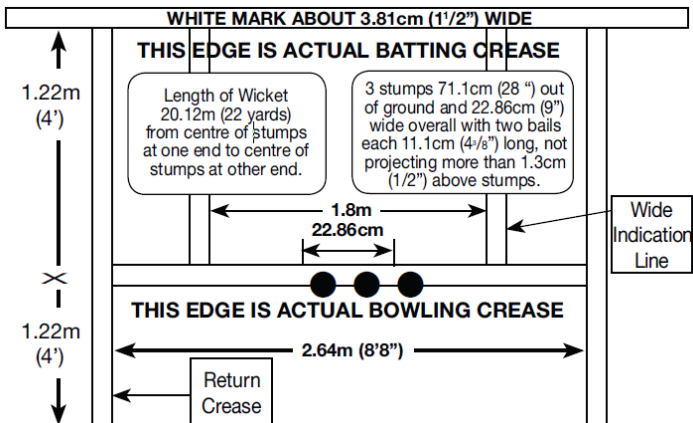 WHITE MARK ABOUT 3.81cm (1¹/2”) WIDE
THIS EDGE IS ACTUAL BATTING CREASE
1.22m
(4’)
Length of Wicket
20.12m (22 yards)
from centre of stumps
at one end to centre of
stumps at other end.
3 stumps 71.1cm (28 “) out
of ground and 22.86cm (9”)
wide overall with two bails
each 11.1cm (4³/8”) long, not
projecting more than 1.3cm
(1/2”) above stumps.
1.8m
22.86cm
Wide
Indication
Line
THIS EDGE IS ACTUAL BOWLING CREASE
1.22m
(4’)
2.64m (8’8”)
Return
Crease